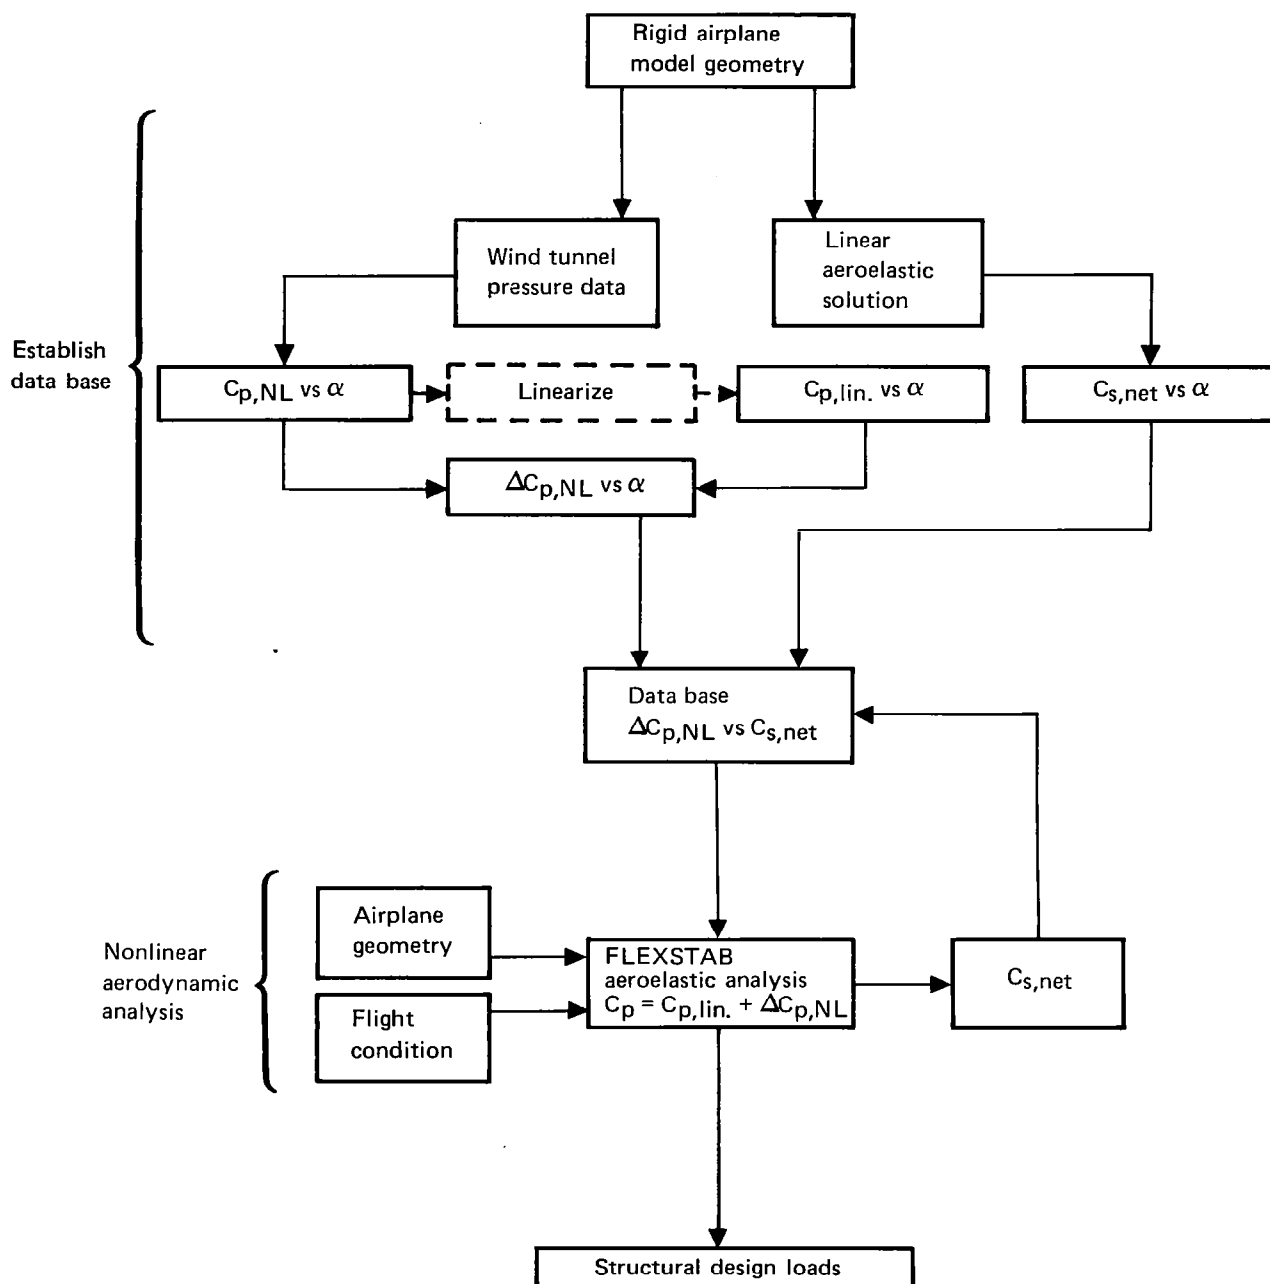 Rigid airplane
model geometry
Wind tunnel
pressure data
Linear
aeroelastic
solution
Establish
data base
Cp,NL vs α
Linearize
Cp,lin. vs α
Cs,net vs α
ΔCp,NL vs α
Data base
ΔCp,NL vs Cs,net
Nonlinear
aerodynamic
analysis
Airplane
geometry
Flight
condition
FLEXSTAB
aeroelastic analysis
Cp = Cp,lin. + ΔCp,NL
Cs,net
Structural design loads